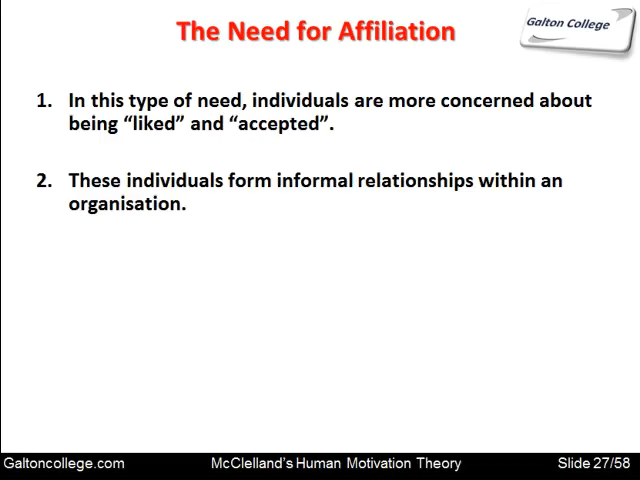 The Need for Affiliation
Galton College
1. In this type of need, individuals are more concerned about
being “liked” and “accepted”.
2. These individuals form informal relationships within an
organisation.
Galtoncollege.com McClelland’s Human Motivation Theory Slide 27/58